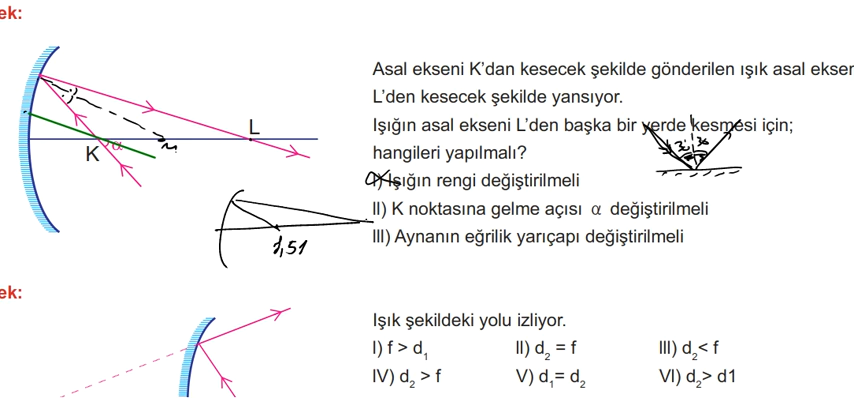 ek:
Asal ekseni K'dan kesecek şekilde gönderilen ışık asal ekser
L'den kesecek şekilde yansıyor.
Işığın asal ekseni L'den başka bir yerde kesmesi için;
hangileri yapılmalı?
I) Işığın rengi değiştirilmeli
II) K noktasına gelme açısı α değiştirilmeli
III) Aynanın eğrilik yarıçapı değiştirilmeli
K
α
L
M
1,5f
ek:
Işık şekildeki yolu izliyor.
I) f > d1 II) d2 = f III) d2< f
IV) d2 > f V) d1= d2 VI) d2> d1